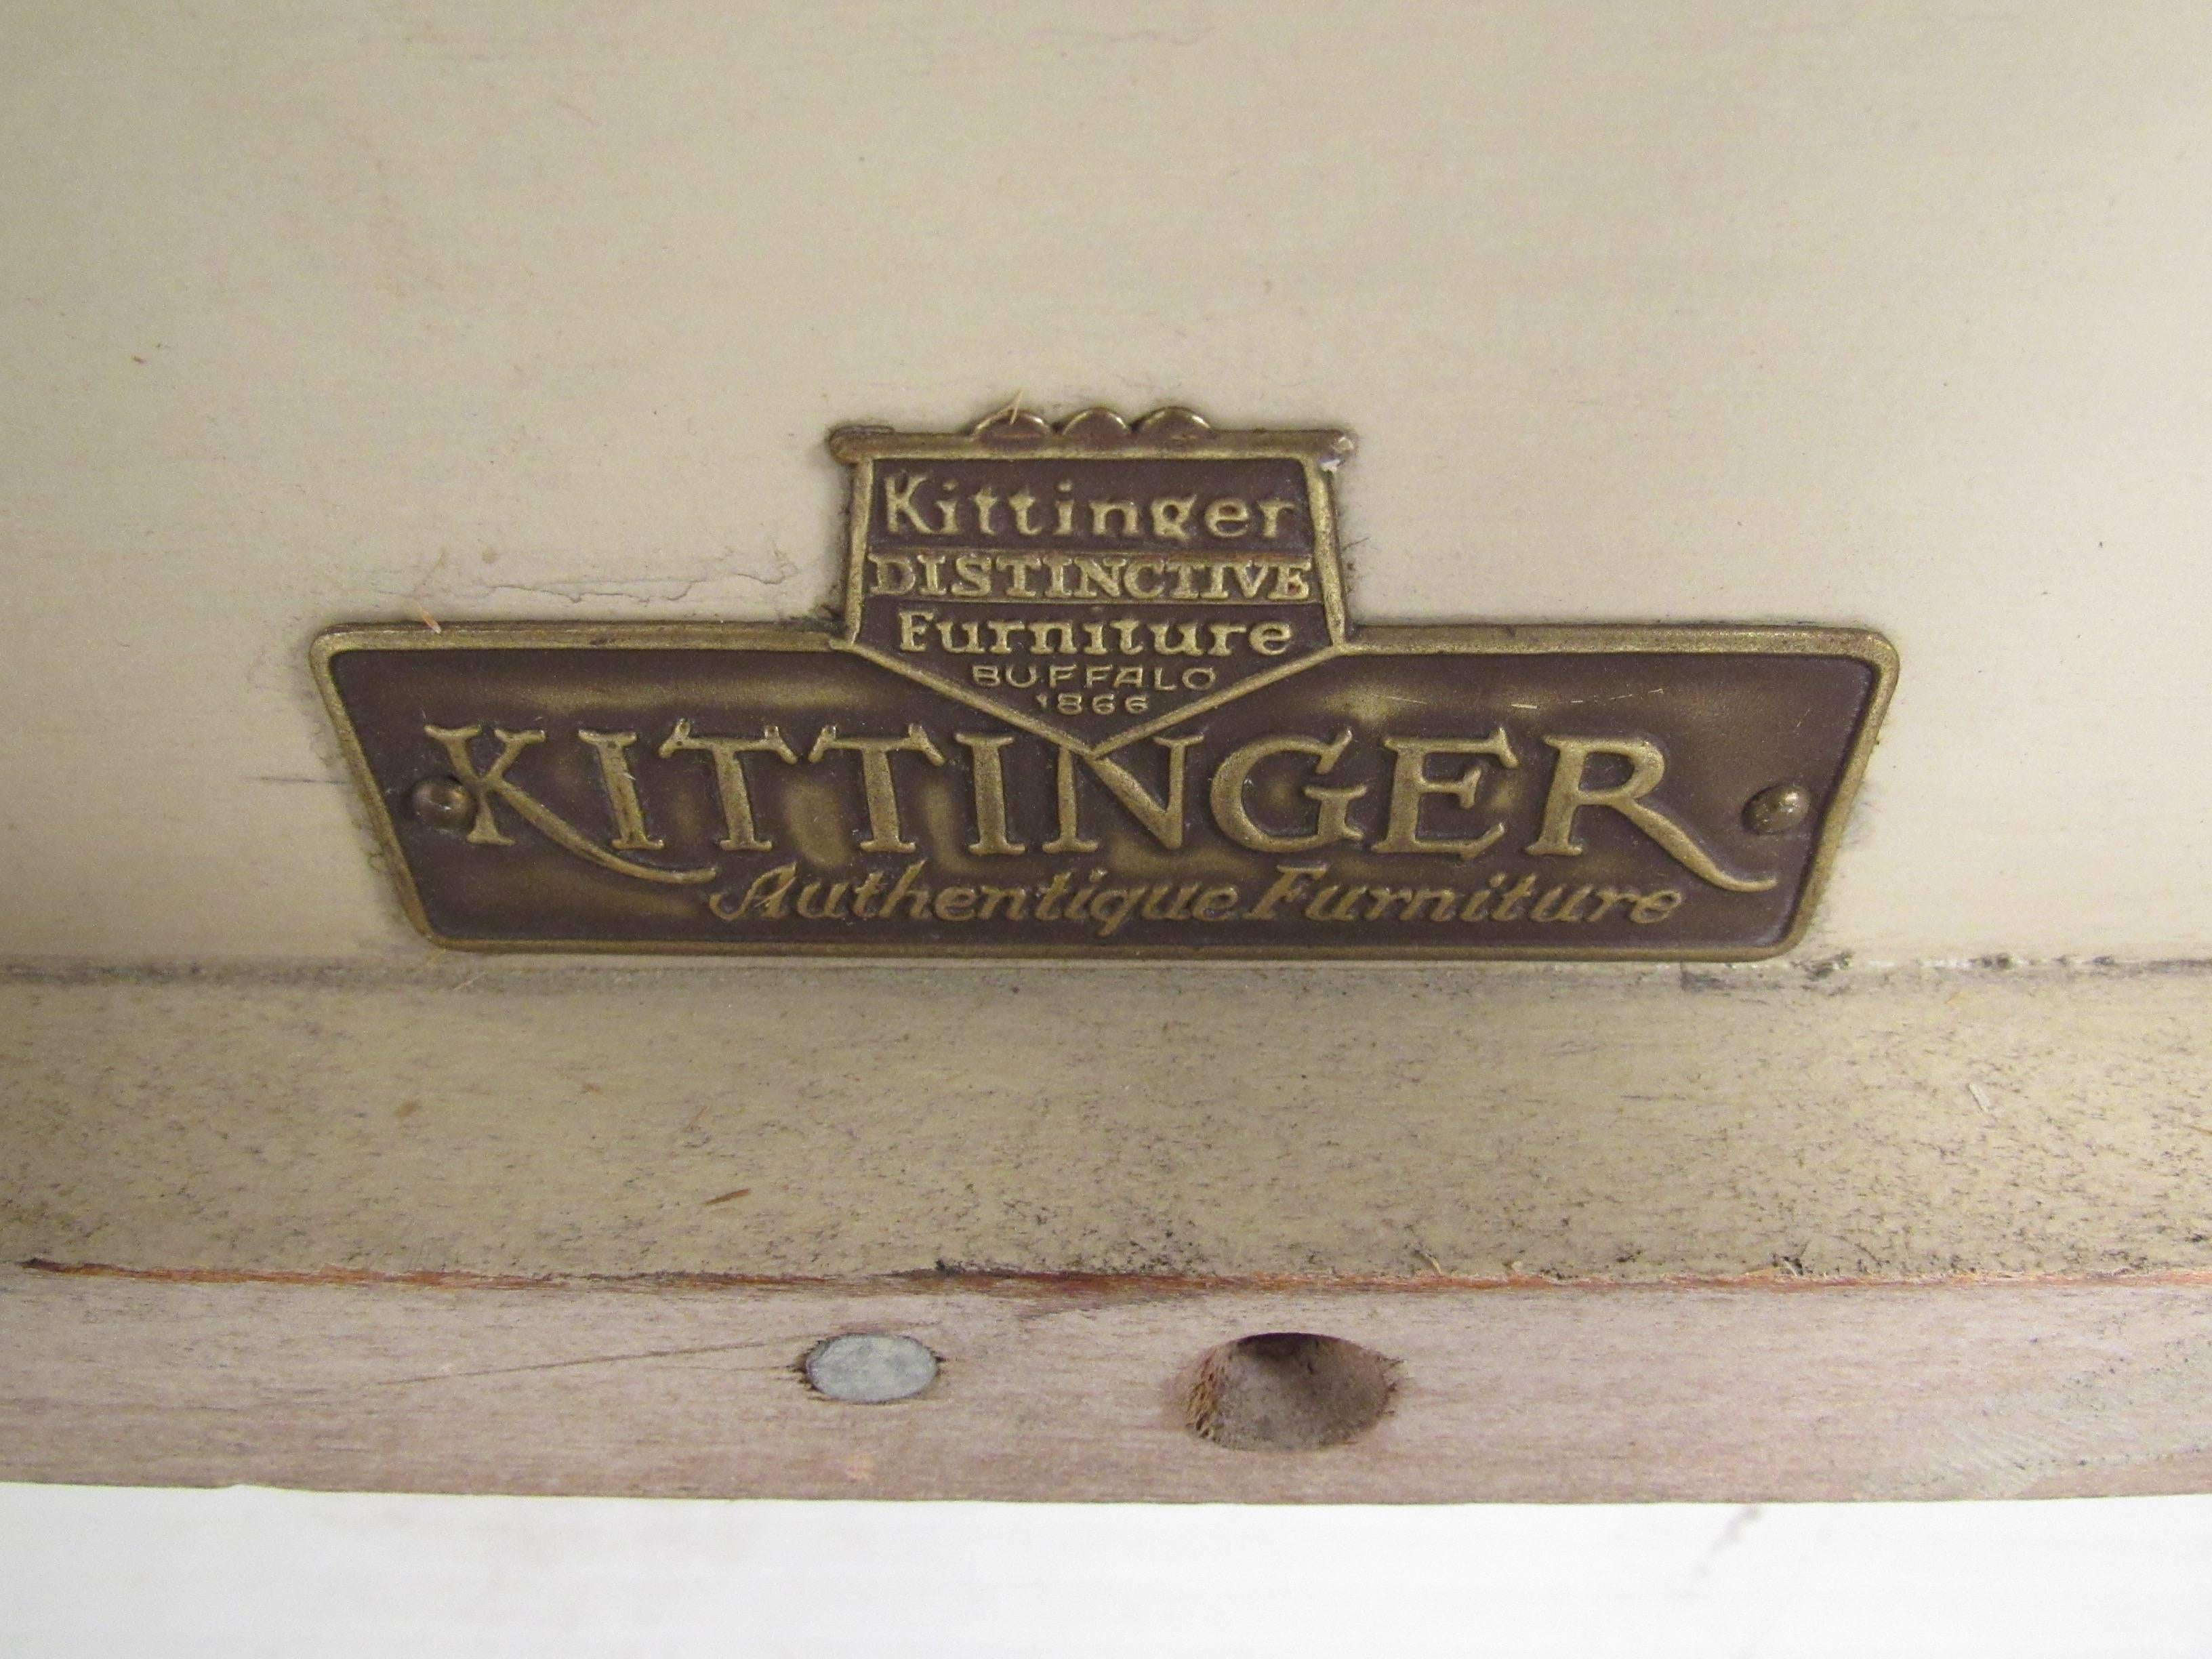 Kittinger
DISTINCTIVE
Furniture
BUFFALO
1866
KITTINGER
Authentique Furniture